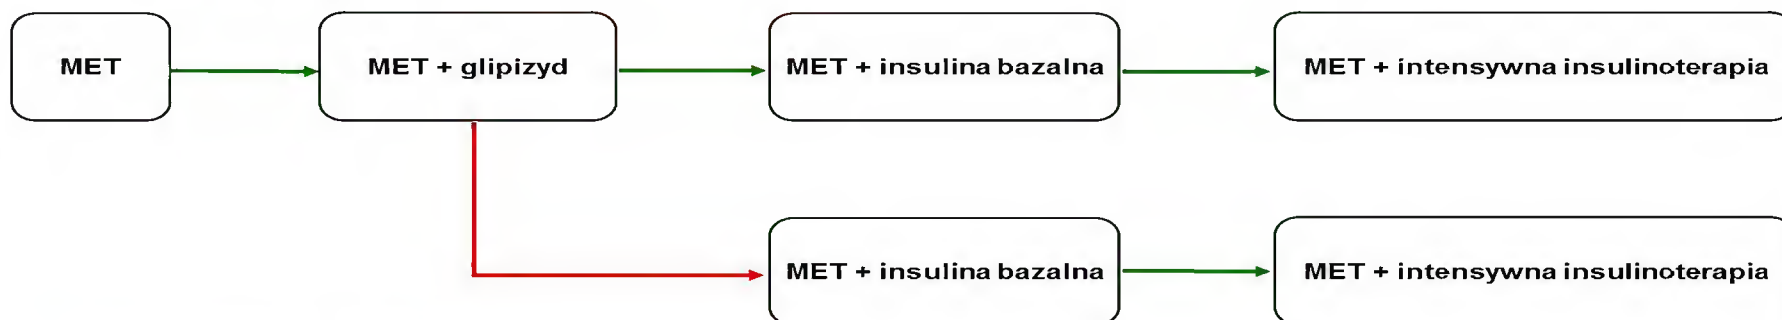 MET
MET + glipizyd
MET + insulina bazalna
MET + intensywna insulinoterapia
MET + insulina bazalna
MET + intensywna insulinoterapia